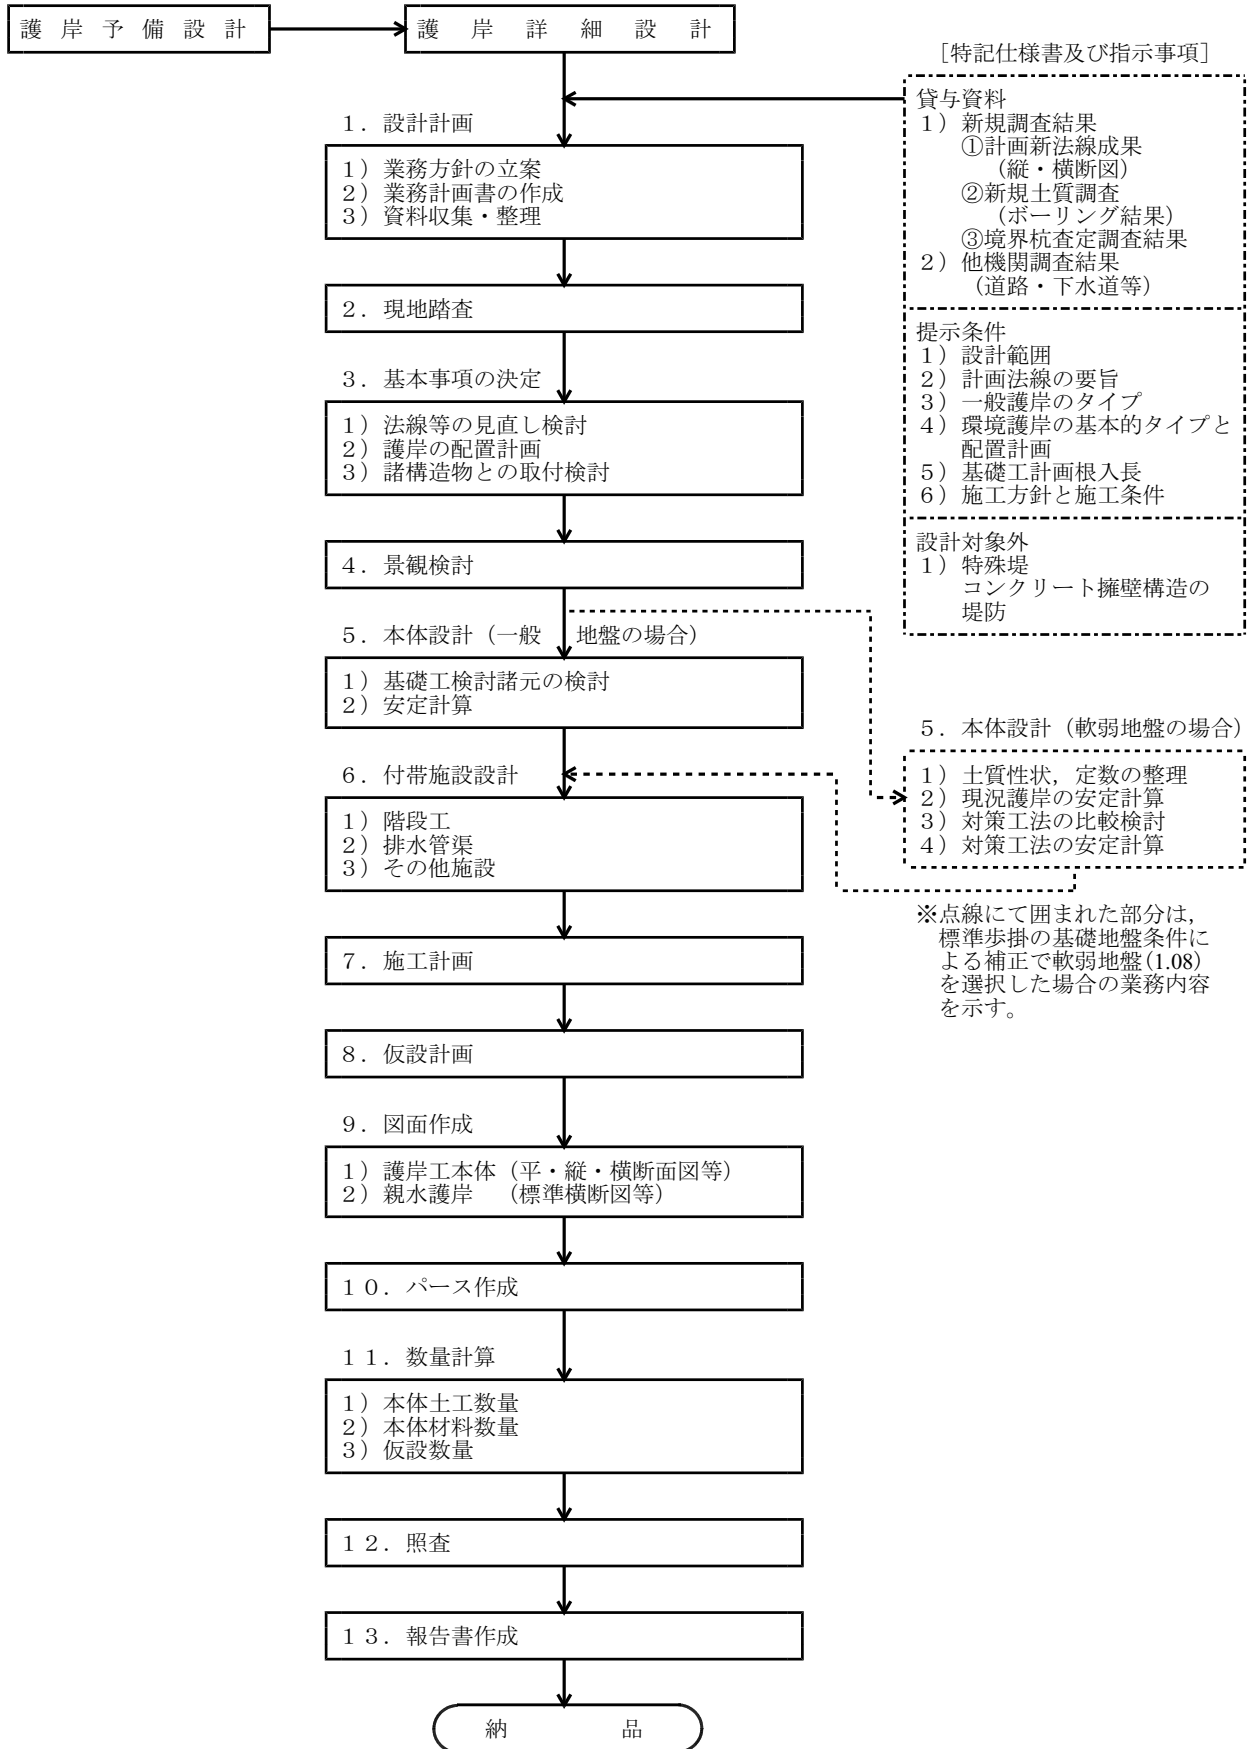 護岸予備設計
護岸詳細設計
［特記仕様書及び指示事項］
貸与資料
１）新規調査結果
①計画新法線成果
（縦・横断図）
②新規土質調査
（ボーリング結果）
③境界杭査定調査結果
２）他機関調査結果
（道路・下水道等）
提示条件
１）設計範囲
２）計画法線の要旨
３）一般護岸のタイプ
４）環境護岸の基本的タイプと
配置計画
５）基礎工計画根入長
６）施工方針と施工条件
設計対象外
１）特殊堤
コンクリート擁壁構造の
堤防
１．設計計画
１）業務方針の立案
２）業務計画書の作成
３）資料収集・整理
２．現地踏査
３．基本事項の決定
１）法線等の見直し検討
２）護岸の配置計画
３）諸構造物との取付検討
４．景観検討
５．本体設計（一般　地盤の場合）
１）基礎工検討諸元の検討
２）安定計算
５．本体設計（軟弱地盤の場合）
１）土質性状，定数の整理
２）現況護岸の安定計算
３）対策工法の比較検討
４）対策工法の安定計算
※点線にて囲まれた部分は，
標準歩掛の基礎地盤条件に
よる補正で軟弱地盤(1.08)
を選択した場合の業務内容
を示す。
６．付帯施設設計
１）階段工
２）排水管渠
３）その他施設
７．施工計画
８．仮設計画
９．図面作成
１）護岸工本体（平・縦・横断面図等）
２）親水護岸　（標準横断図等）
１０．パース作成
１１．数量計算
１）本体土工数量
２）本体材料数量
３）仮設数量
１２．照査
１３．報告書作成
納　品